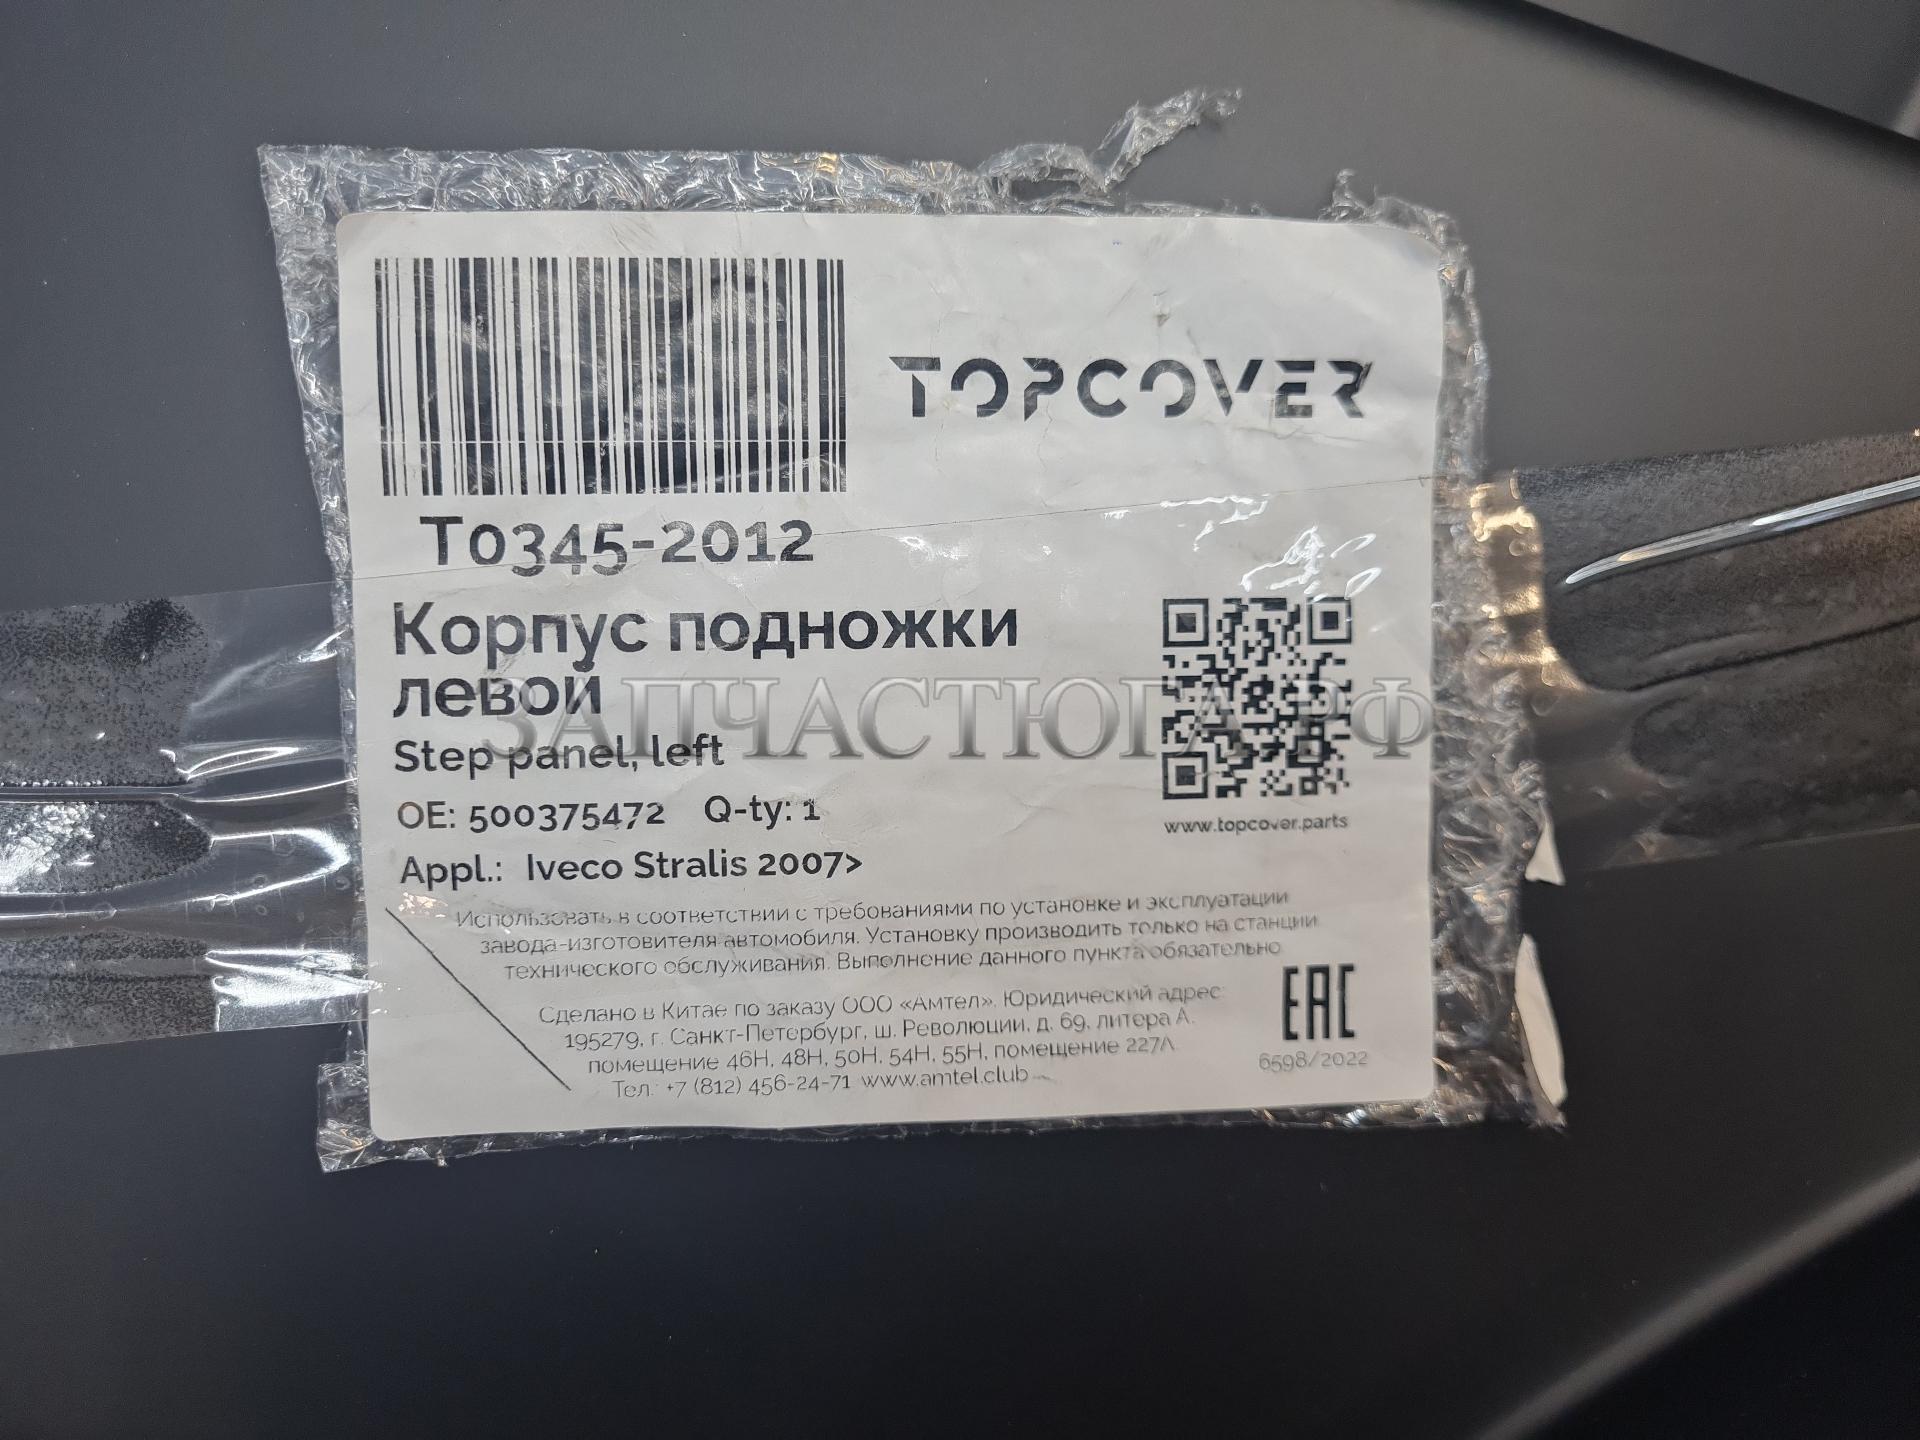 TOPCOVER
T0345-2012
Корпус подножки
левой
ЗАПЧАСТЮГА.РФ
Step panel, left
OE: 500375472 Q-ty: 1
www.topcover.parts
Appl.: Iveco Stralis 2007>
Использовать в соответствии с требованиями по установке и эксплуатации
завода-изготовителя автомобиля. Установку производить только на станции
технического обслуживания. Выполнение данного пункта обязательно
Сделано в Китае по заказу ООО «Амтел». Юридический адрес:
195279, г. Санкт-Петербург, ш. Революции, д. 69, литера А,
помещение 46Н, 48Н, 50Н, 54Н, 55Н, помещение 227А
Тел.: +7 (812) 456-24-71 www.amtel.club
EAC
6598/2022